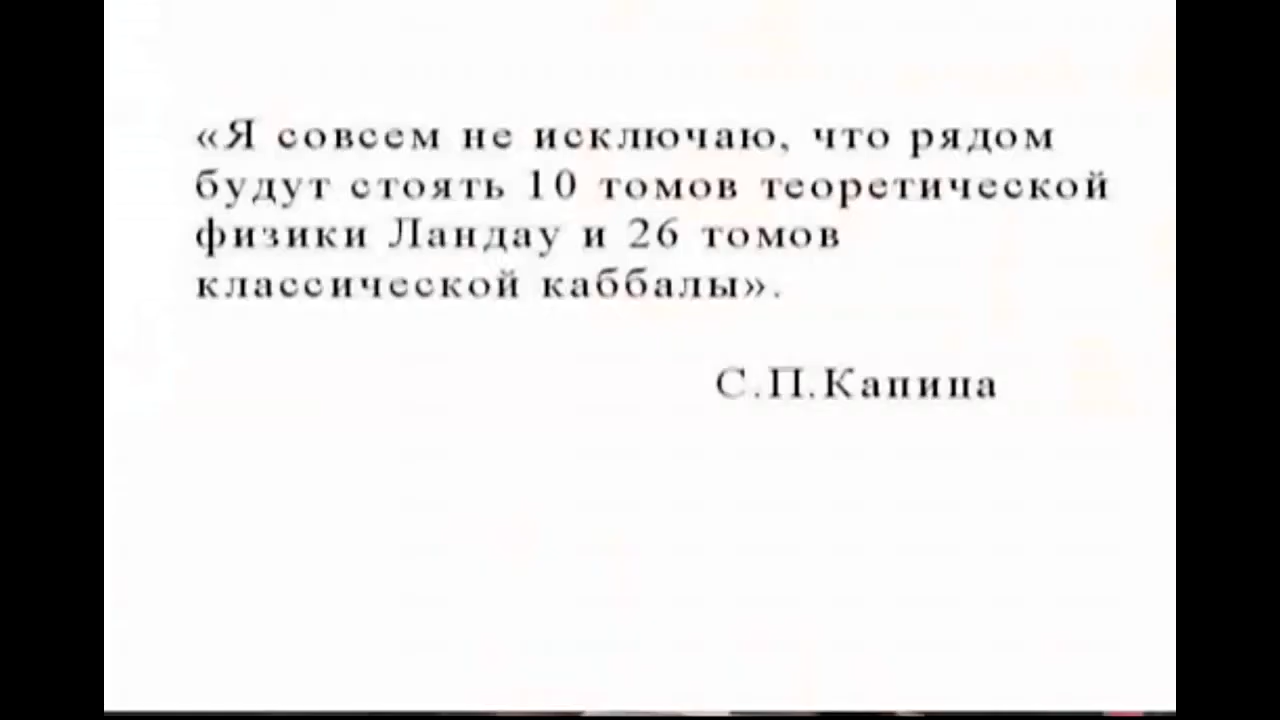 «Я совсем не исключаю, что рядом
будут стоять 10 томов теоретической
физики Ландау и 26 томов
классической каббалы».
С.П.Капица